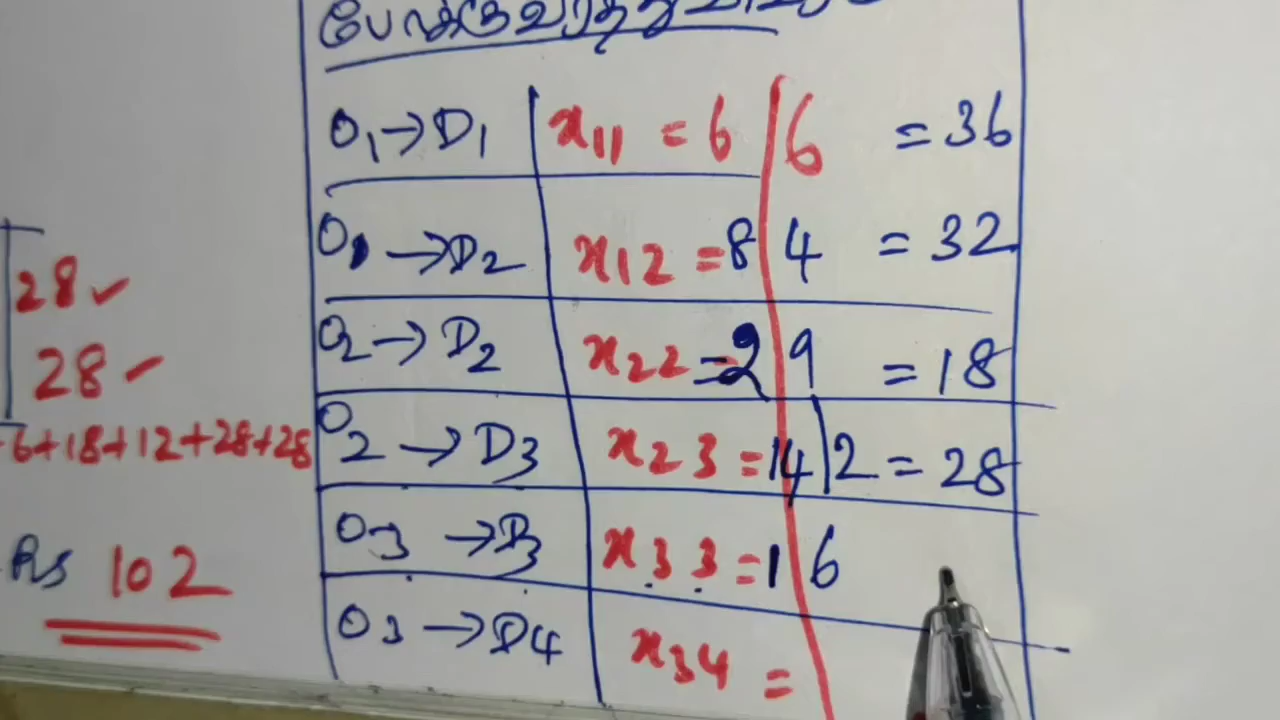 O1→D1 x11 = 6 6 = 36
O1→D2 x12 = 8 4 = 32
O2→D2 x22 = 2 9 = 18
O2→D3 x23 = 14 2 = 28
O3→D3 x33 = 1 6
O3→D4 x34 =
28 ✓
28 ✓
6+18+12+28+28
Rs 102